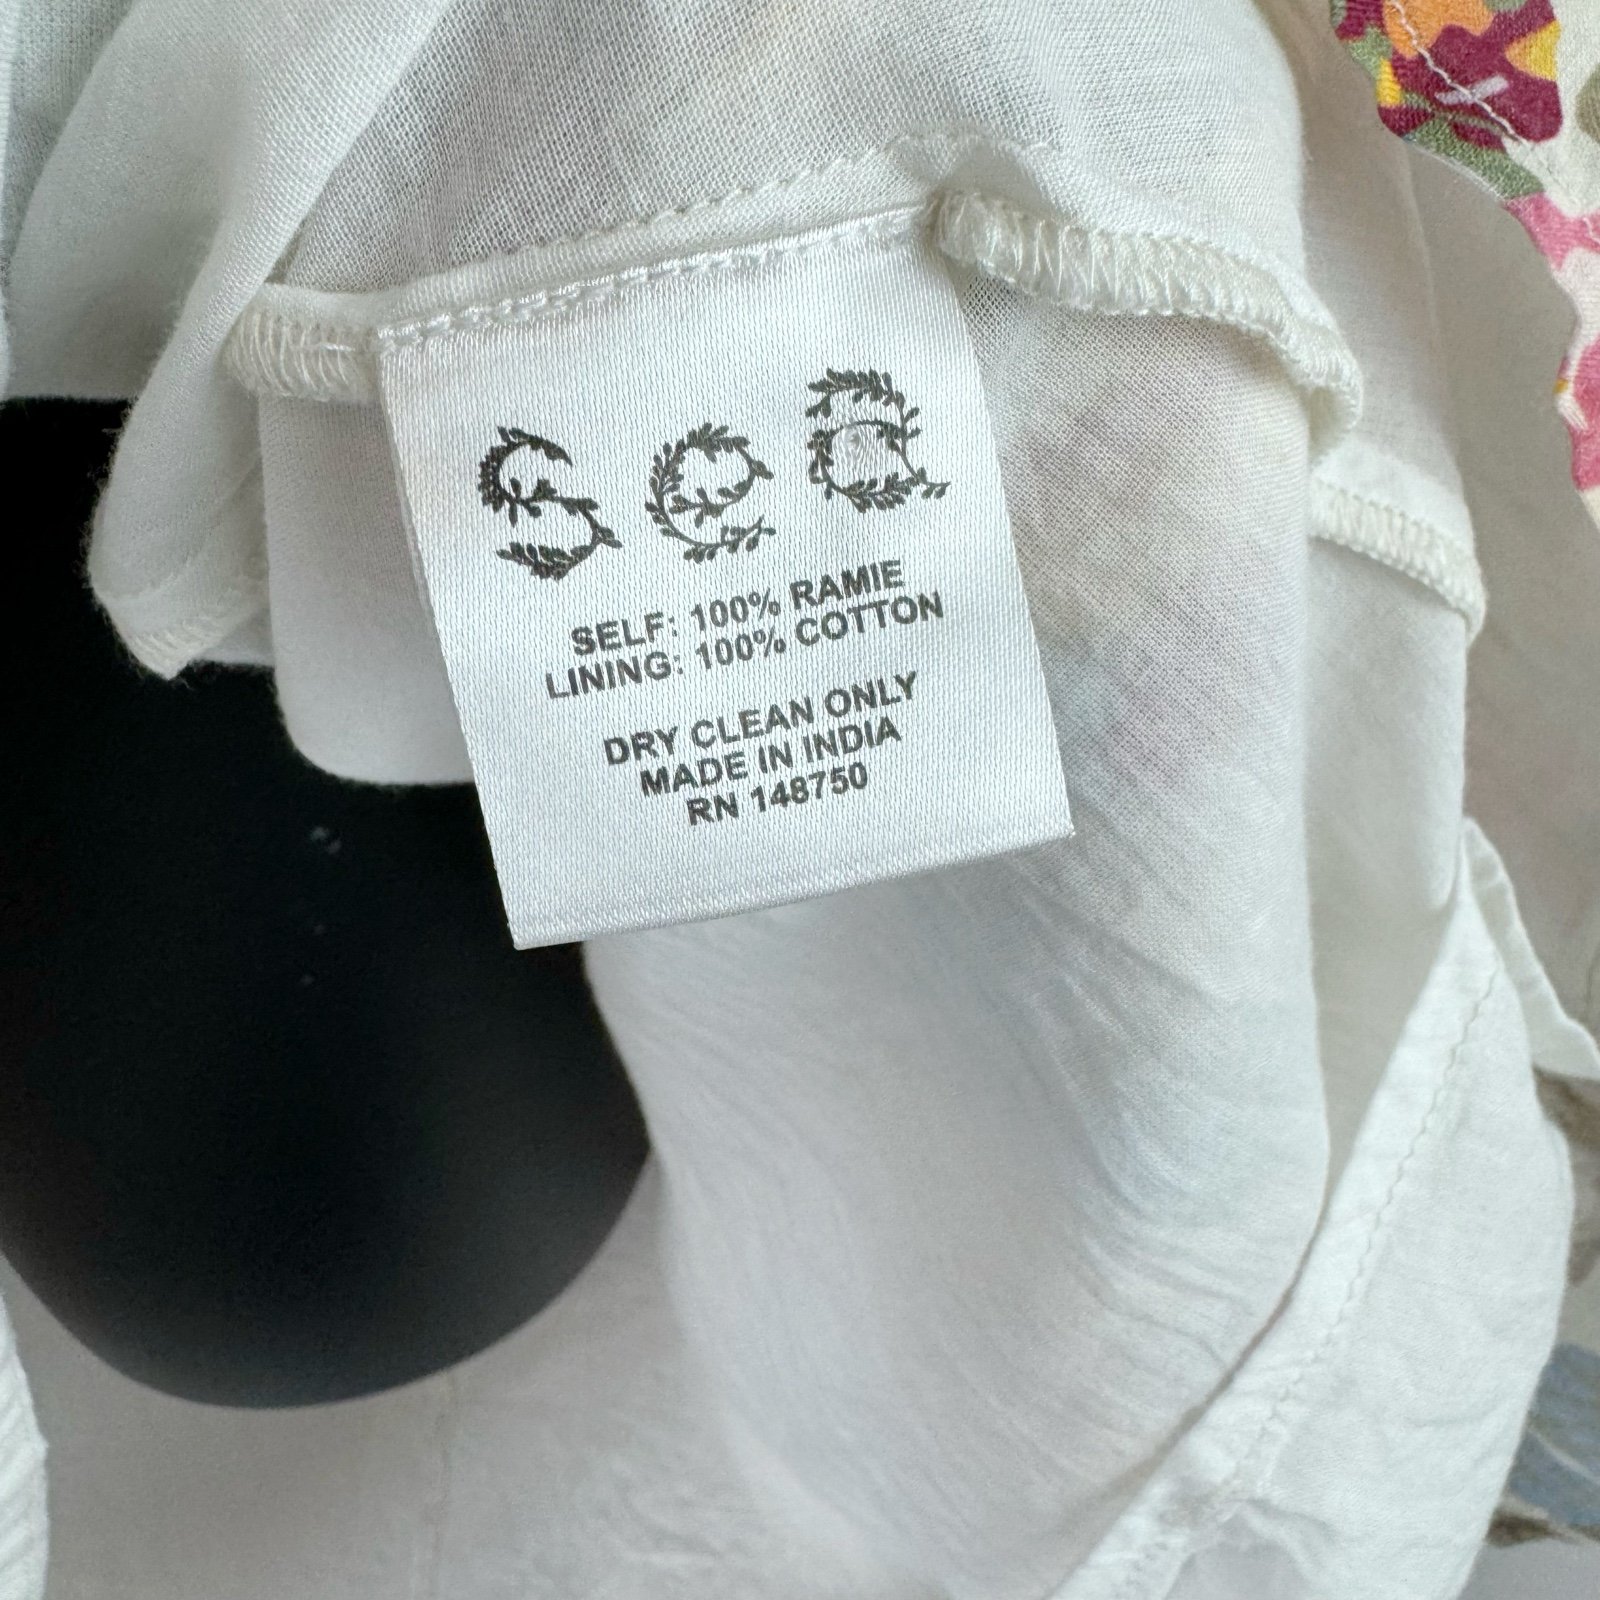 Sea
SELF: 100% RAMIE
LINING: 100% COTTON
DRY CLEAN ONLY
MADE IN INDIA
RN 148750